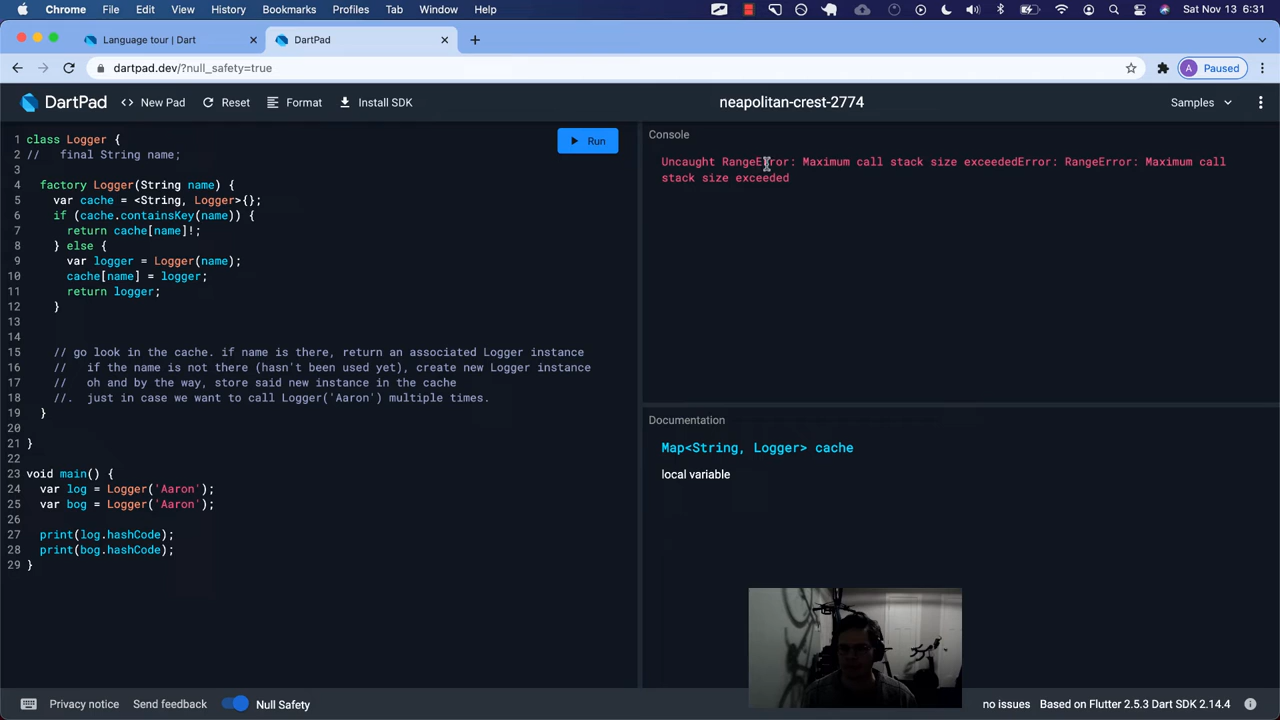 Chrome File Edit View History Bookmarks Profiles Tab Window Help Sat Nov 13 6:31
Language tour | Dart
DartPad
dartpad.dev/?null_safety=true
A Paused
DartPad
<> New Pad
Reset
Format
Install SDK
neapolitan-crest-2774
Samples
Run
1 class Logger {
2 //   final String name;
3
4   factory Logger(String name) {
5     var cache = <String, Logger>{};
6     if (cache.containsKey(name)) {
7       return cache[name]!;
8     } else {
9       var logger = Logger(name);
10       cache[name] = logger;
11       return logger;
12     }
13
14
15     // go look in the cache. if name is there, return an associated Logger instance
16     //   if the name is not there (hasn't been used yet), create new Logger instance
17     //   oh and by the way, store said new instance in the cache
18     //.  just in case we want to call Logger('Aaron') multiple times.
19   }
20
21 }
22
23 void main() {
24   var log = Logger('Aaron');
25   var bog = Logger('Aaron');
26
27   print(log.hashCode);
28   print(bog.hashCode);
29 }
Console
Uncaught RangeError: Maximum call stack size exceededError: RangeError: Maximum call
stack size exceeded
Documentation
Map<String, Logger> cache
local variable
Privacy notice
Send feedback
Null Safety
no issues
Based on Flutter 2.5.3 Dart SDK 2.14.4